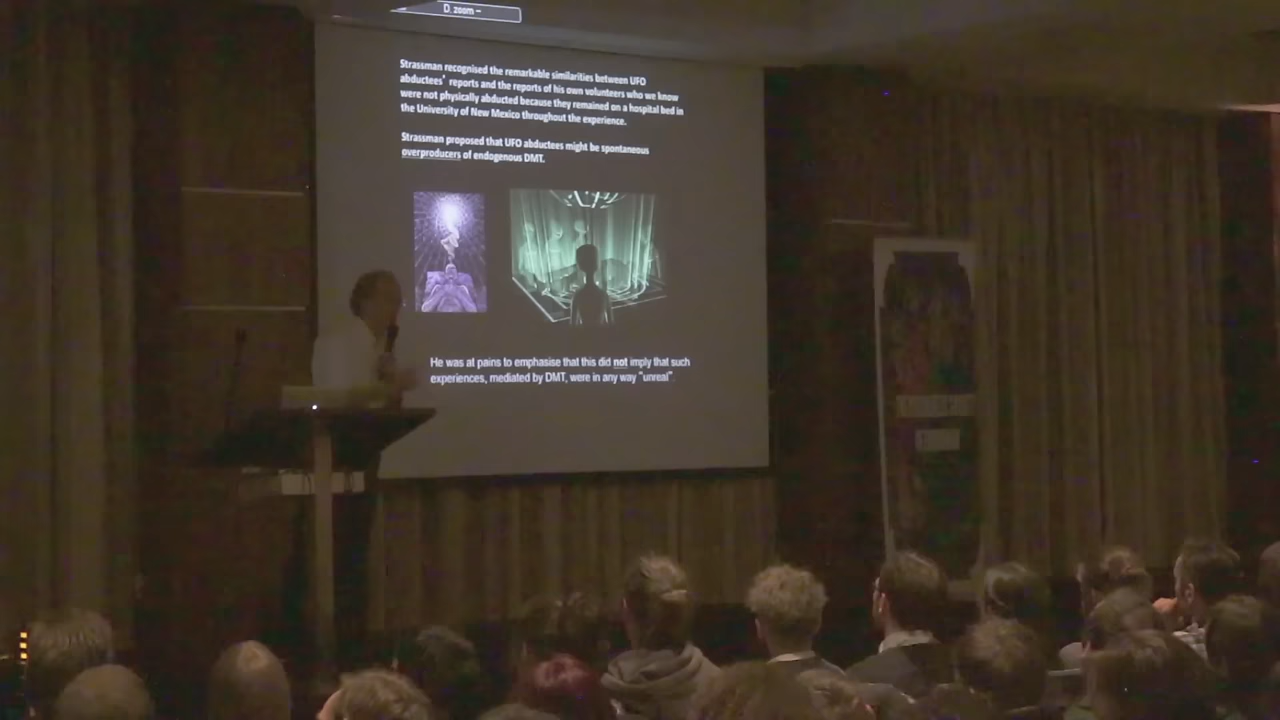 D. zoom -
Strassman recognised the remarkable similarities between UFO
abductees' reports and the reports of his own volunteers who we know
were not physically abducted because they remained on a hospital bed in
the University of New Mexico throughout the experience.
Strassman proposed that UFO abductees might be spontaneous
overproducers of endogenous DMT.
He was at pains to emphasise that this did not imply that such
experiences, mediated by DMT, were in any way "unreal".